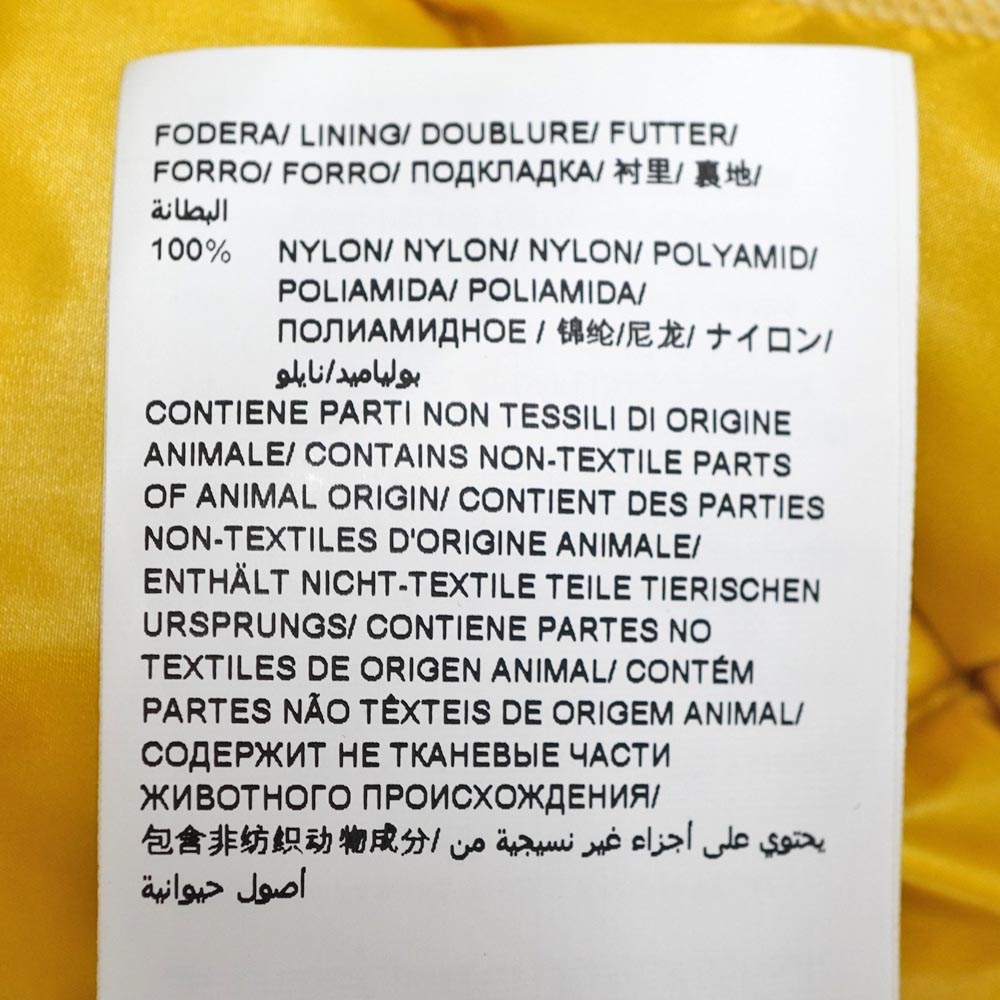 FODERA/ LINING/ DOUBLURE/ FUTTER/
FORRO/ FORRO/ ПОДКЛАДКА/ 衬里/ 裏地/
البطانة
100% NYLON/ NYLON/ NYLON/ POLYAMID/
POLIAMIDA/ POLIAMIDA/
ПОЛИАМИДНОЕ / 锦纶/尼龙/ ナイロン/
بولياميد/نايلو
CONTIENE PARTI NON TESSILI DI ORIGINE
ANIMALE/ CONTAINS NON-TEXTILE PARTS
OF ANIMAL ORIGIN/ CONTIENT DES PARTIES
NON-TEXTILES D'ORIGINE ANIMALE/
ENTHÄLT NICHT-TEXTILE TEILE TIERISCHEN
URSPRUNGS/ CONTIENE PARTES NO
TEXTILES DE ORIGEN ANIMAL/ CONTÉM
PARTES NÃO TÊXTEIS DE ORIGEM ANIMAL/
СОДЕРЖИТ НЕ ТКАНЕВЫЕ ЧАСТИ
ЖИВОТНОГО ПРОИСХОЖДЕНИЯ/
包含非纺织动物成分/ يحتوي على أجزاء غير نسيجية من
أصول حيوانية